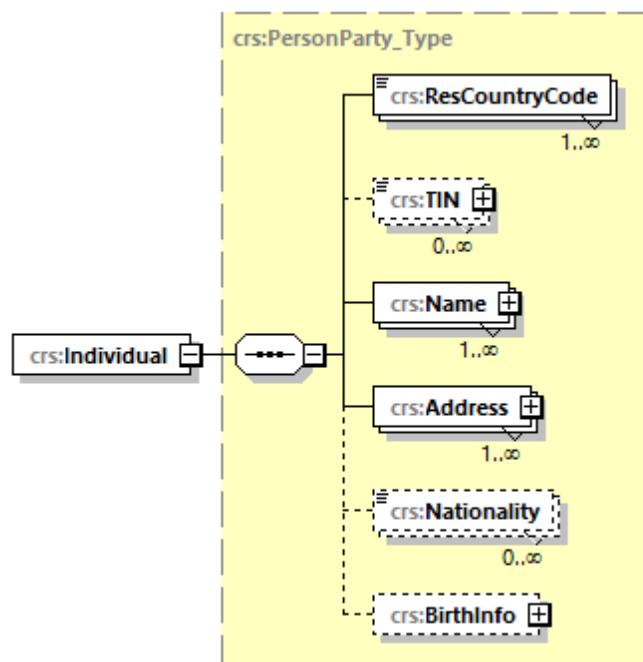 crs:PersonParty_Type
crs:ResCountryCode
1..∞
crs:TIN
0..∞
crs:Name
1..∞
crs:Individual
crs:Address
1..∞
crs:Nationality
0..∞
crs:BirthInfo